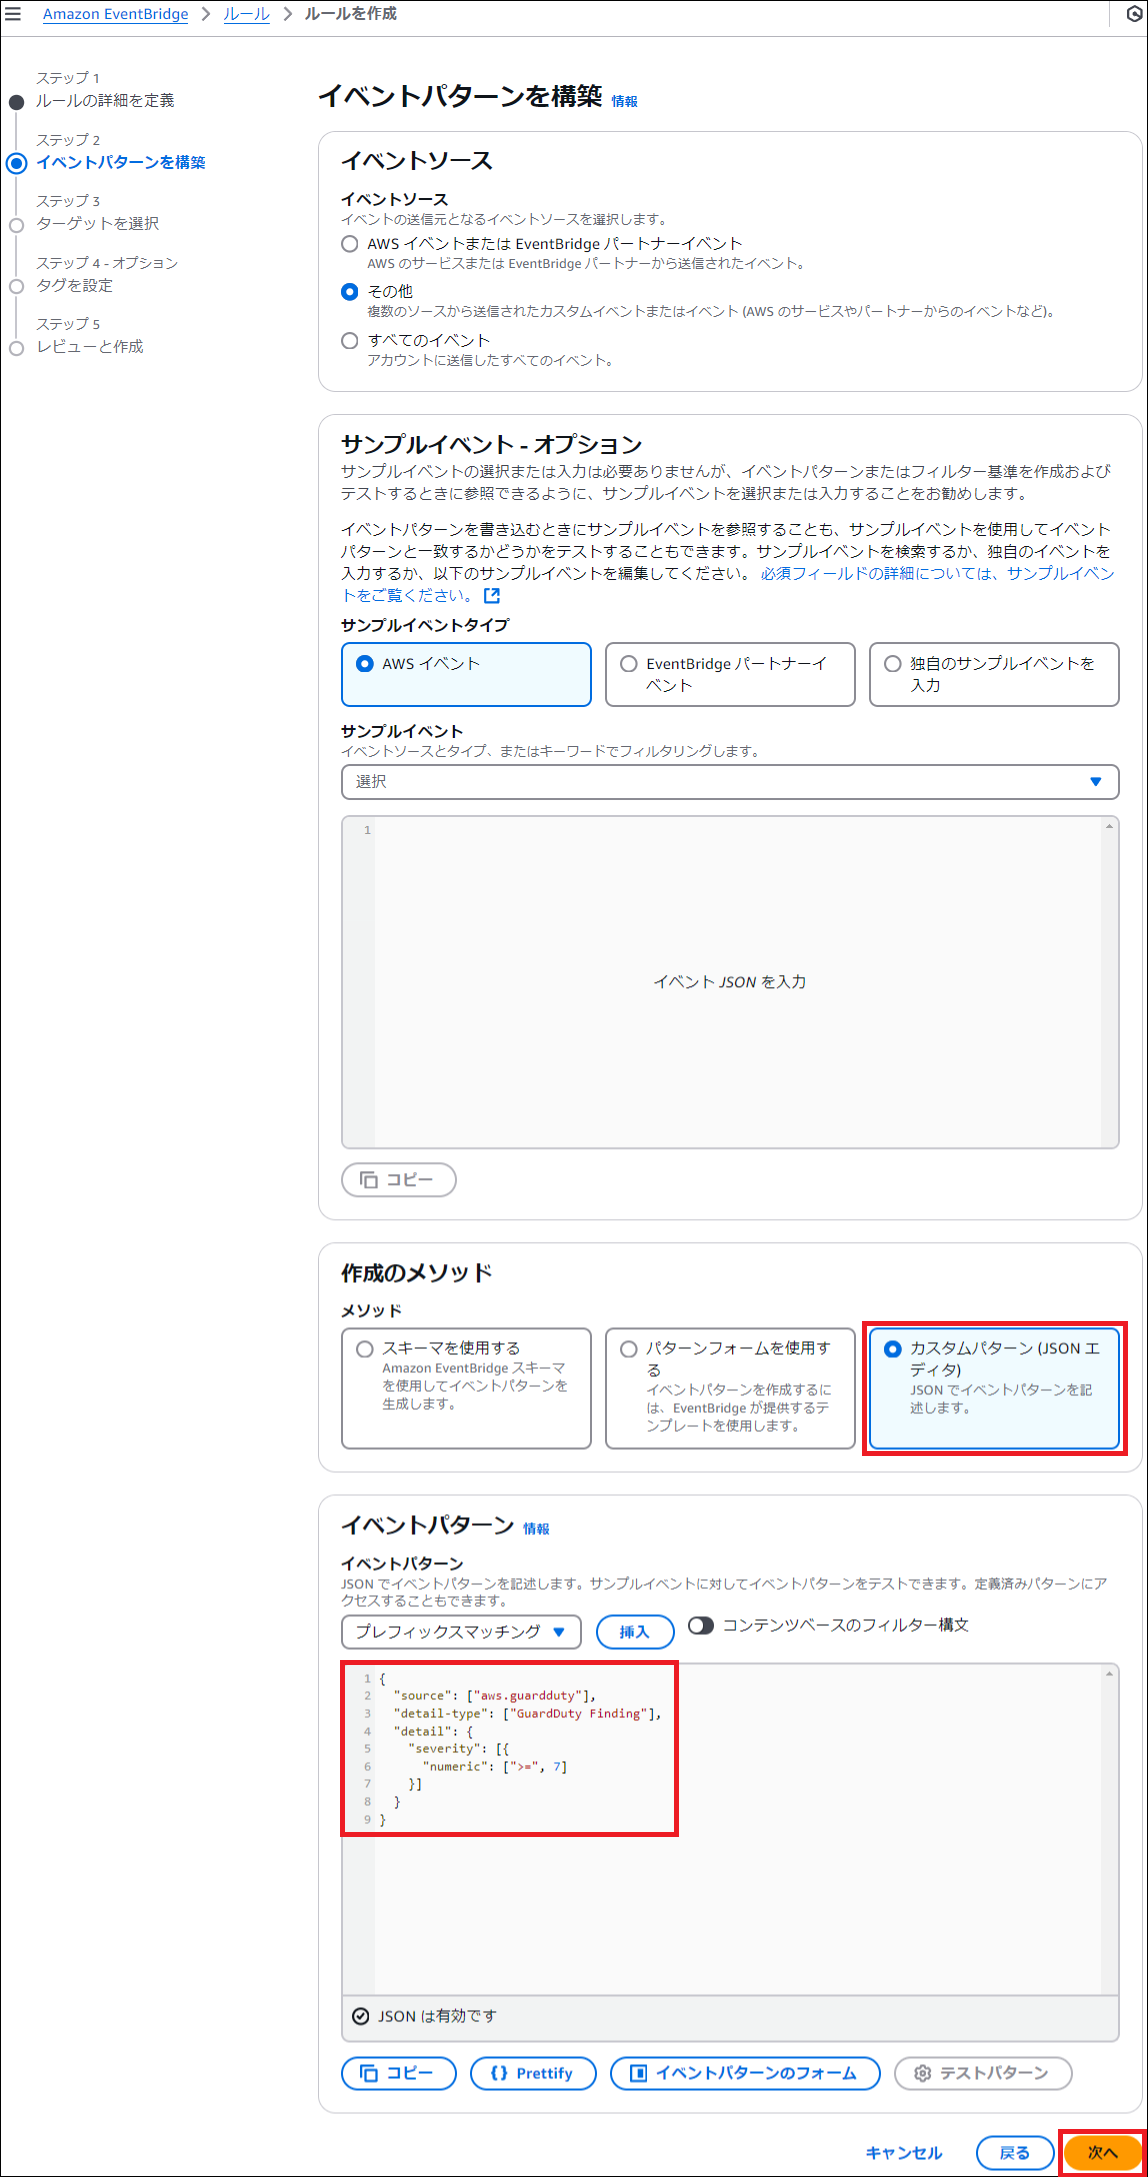 Amazon EventBridge > ルール > ルールを作成
ステップ 1
ルールの詳細を定義
ステップ 2
イベントパターンを構築
ステップ 3
ターゲットを選択
ステップ 4 - オプション
タグを設定
ステップ 5
レビューと作成
イベントパターンを構築 情報
イベントソース
イベントソース
イベントの送信元となるイベントソースを選択します。
AWS イベントまたは EventBridge パートナーイベント
AWS のサービスまたは EventBridge パートナーから送信されたイベント。
その他
複数のソースから送信されたカスタムイベントまたはイベント (AWS のサービスやパートナーからのイベントなど)。
すべてのイベント
アカウントに送信したすべてのイベント。
サンプルイベント - オプション
サンプルイベントの選択または入力は必要ありませんが、イベントパターンまたはフィルター基準を作成および
テストするときに参照できるように、サンプルイベントを選択または入力することをお勧めします。
イベントパターンを書き込むときにサンプルイベントを参照することも、サンプルイベントを使用してイベント
パターンと一致するかどうかをテストすることもできます。サンプルイベントを検索するか、独自のイベントを
入力するか、以下のサンプルイベントを編集してください。 必須フィールドの詳細については、サンプルイベン
トをご覧ください。
サンプルイベントタイプ
AWS イベント
EventBridge パートナーイ
ベント
独自のサンプルイベントを
入力
サンプルイベント
イベントソースとタイプ、またはキーワードでフィルタリングします。
選択
1
イベント JSON を入力
コピー
作成のメソッド
メソッド
スキーマを使用する
Amazon EventBridge スキーマ
を使用してイベントパターンを
生成します。
パターンフォームを使用す
る
イベントパターンを作成するに
は、EventBridge が提供するテ
ンプレートを使用します。
カスタムパターン (JSON エ
ディタ)
JSON でイベントパターンを記
述します。
イベントパターン 情報
イベントパターン
JSON でイベントパターンを記述します。サンプルイベントに対してイベントパターンをテストできます。定義済みパターンにア
クセスすることもできます。
プレフィックスマッチング 挿入 コンテンツベースのフィルター構文
1 {
2 "source": ["aws.guardduty"],
3 "detail-type": ["GuardDuty Finding"],
4 "detail": {
5 "severity": [{
6 "numeric": [">=", 7]
7 }]
8 }
9 }
JSON は有効です
コピー {} Prettify イベントパターンのフォーム テストパターン
キャンセル 戻る 次へ